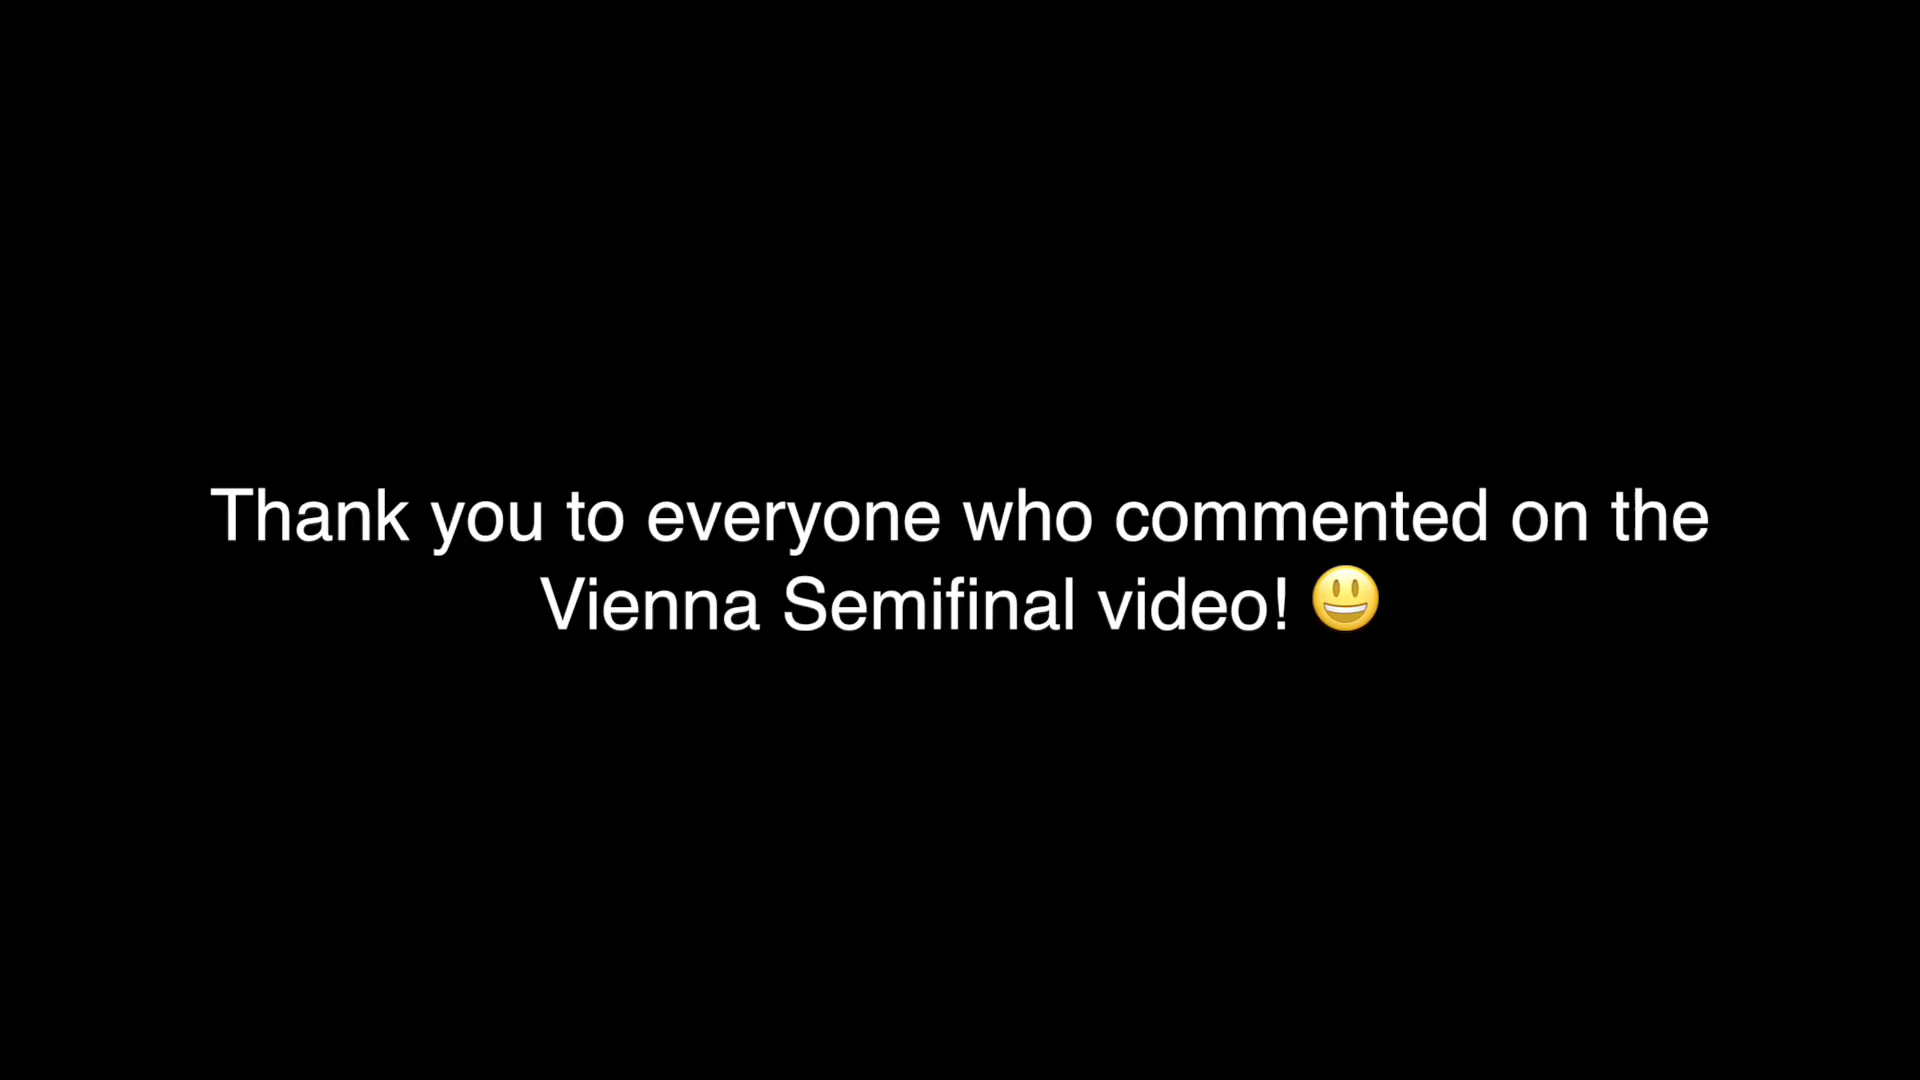 Thank you to everyone who commented on the
Vienna Semifinal video! 😃